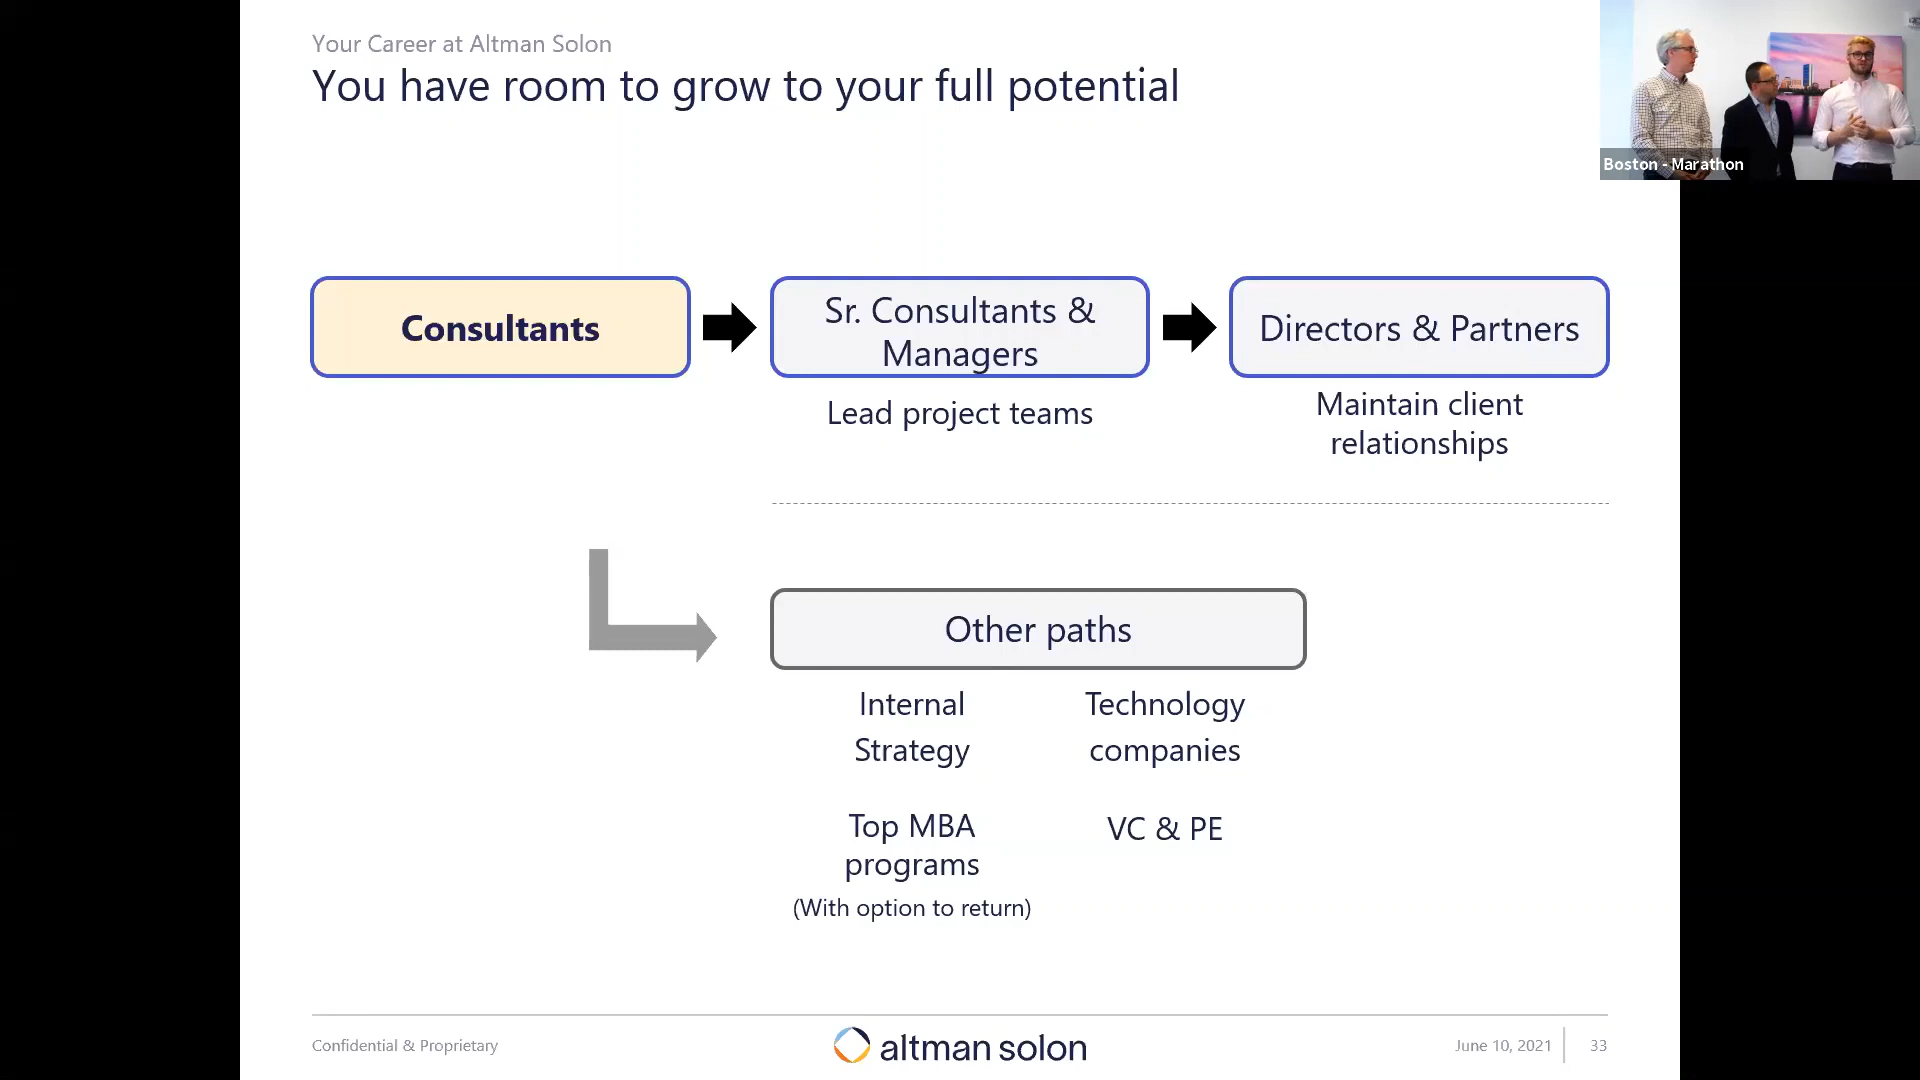 Your Career at Altman Solon
You have room to grow to your full potential
Boston - Marathon
Consultants
Sr. Consultants &
Managers
Directors & Partners
Lead project teams
Maintain client
relationships
Other paths
Internal
Strategy
Technology
companies
Top MBA
programs
(With option to return)
VC & PE
Confidential & Proprietary
altman solon
June 10, 2021
33